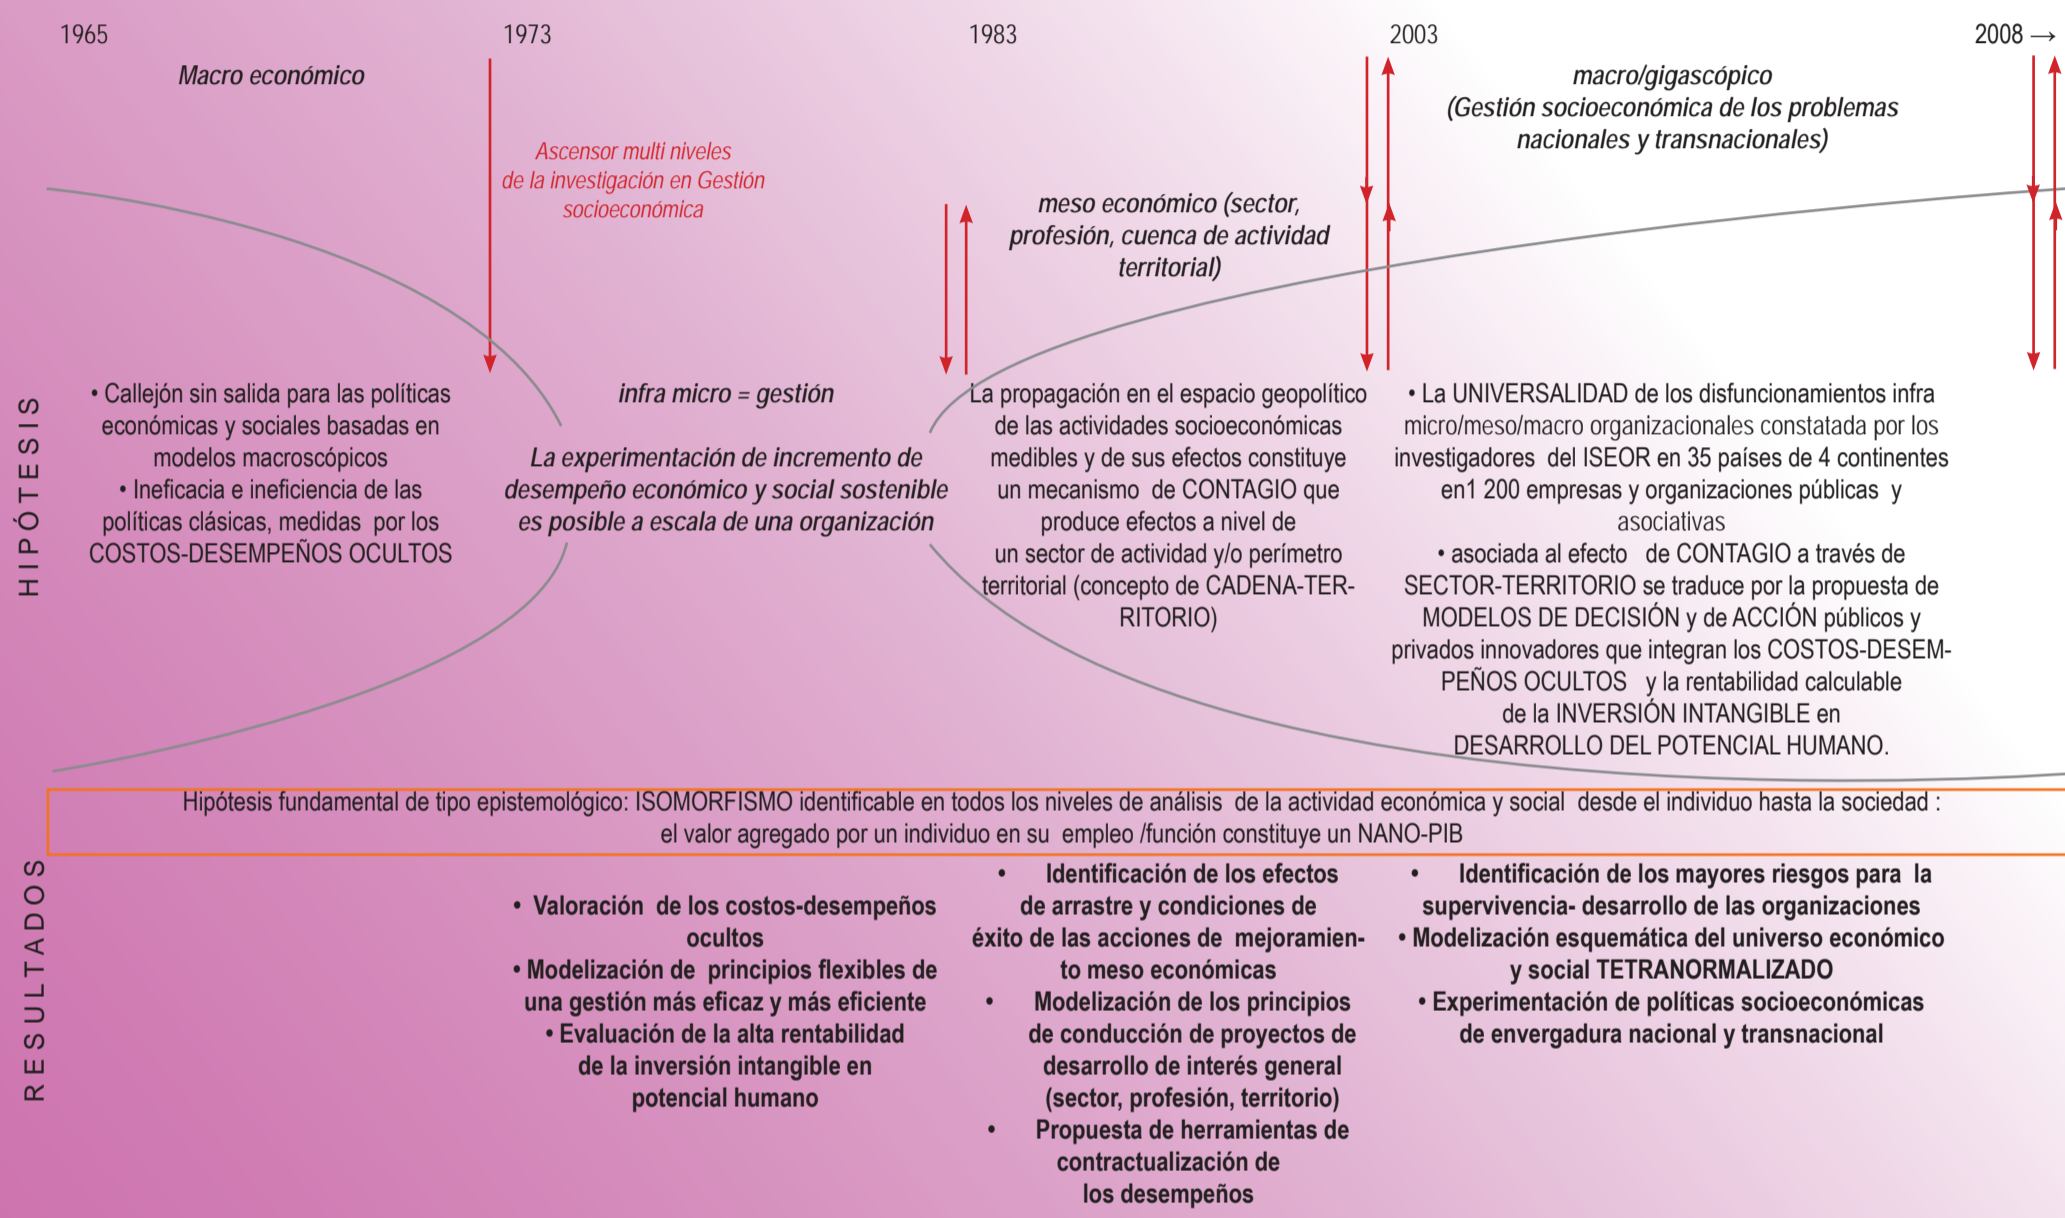 1965
1973
1983
2003
2008 →
Macro económico
Ascensor multi niveles
de la investigación en Gestión
socioeconómica
meso económico (sector,
profesión, cuenca de actividad
territorial)
macro/gigascópico
(Gestión socioeconómica de los problemas
nacionales y transnacionales)
HIPÓTESIS
• Callejón sin salida para las políticas
económicas y sociales basadas en
modelos macroscópicos
• Ineficacia e ineficiencia de las
políticas clásicas, medidas por los
COSTOS-DESEMPEÑOS OCULTOS
infra micro = gestión
La experimentación de incremento de
desempeño económico y social sostenible
es posible a escala de una organización
La propagación en el espacio geopolítico
de las actividades socioeconómicas
medibles y de sus efectos constituye
un mecanismo de CONTAGIO que
produce efectos a nivel de
un sector de actividad y/o perímetro
territorial (concepto de CADENA-TER-
RITORIO)
• La UNIVERSALIDAD de los disfuncionamientos infra
micro/meso/macro organizacionales constatada por los
investigadores del ISEOR en 35 países de 4 continentes
en1 200 empresas y organizaciones públicas y
asociativas
• asociada al efecto de CONTAGIO a través de
SECTOR-TERRITORIO se traduce por la propuesta de
MODELOS DE DECISIÓN y de ACCIÓN públicos y
privados innovadores que integran los COSTOS-DESEM-
PEÑOS OCULTOS y la rentabilidad calculable
de la INVERSIÓN INTANGIBLE en
DESARROLLO DEL POTENCIAL HUMANO.
Hipótesis fundamental de tipo epistemológico: ISOMORFISMO identificable en todos los niveles de análisis de la actividad económica y social desde el individuo hasta la sociedad :
el valor agregado por un individuo en su empleo /función constituye un NANO-PIB
RESULTADOS
• Valoración de los costos-desempeños
ocultos
• Modelización de principios flexibles de
una gestión más eficaz y más eficiente
• Evaluación de la alta rentabilidad
de la inversión intangible en
potencial humano
• Identificación de los efectos
de arrastre y condiciones de
éxito de las acciones de mejoramien-
to meso económicas
• Modelización de los principios
de conducción de proyectos de
desarrollo de interés general
(sector, profesión, territorio)
• Propuesta de herramientas de
contractualización de
los desempeños
• Identificación de los mayores riesgos para la
supervivencia- desarrollo de las organizaciones
• Modelización esquemática del universo económico
y social TETRANORMALIZADO
• Experimentación de políticas socioeconómicas
de envergadura nacional y transnacional